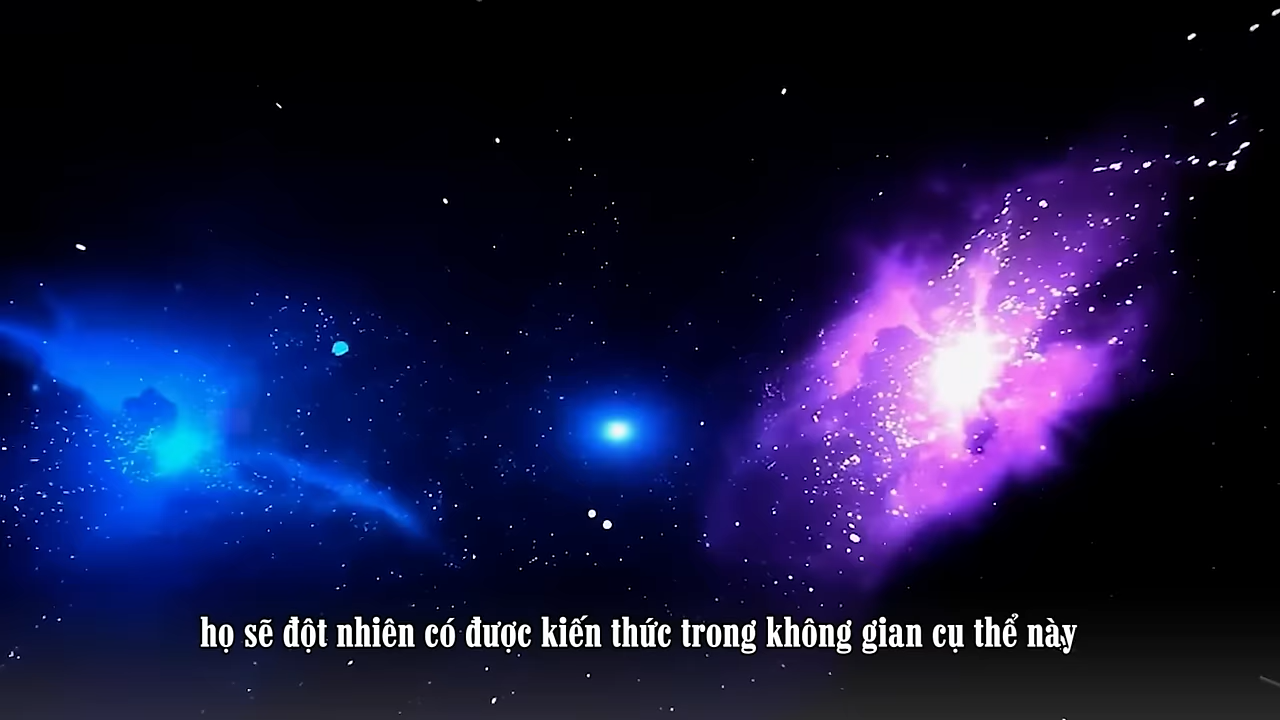 họ sẽ đột nhiên có được kiến thức trong không gian cụ thể này